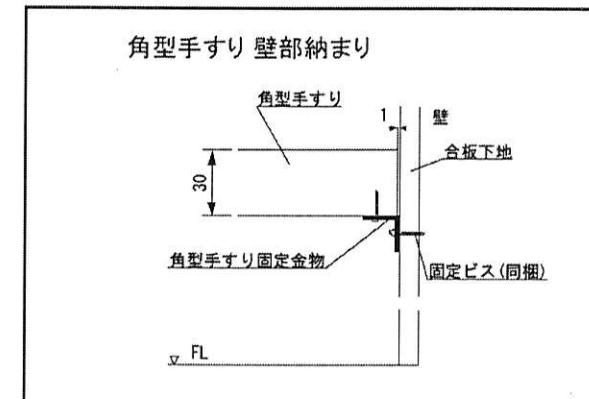 角型手すり 壁部納まり
角型手すり
1
壁
合板下地
30
角型手すり固定金物
固定ビス(同梱)
▽ FL